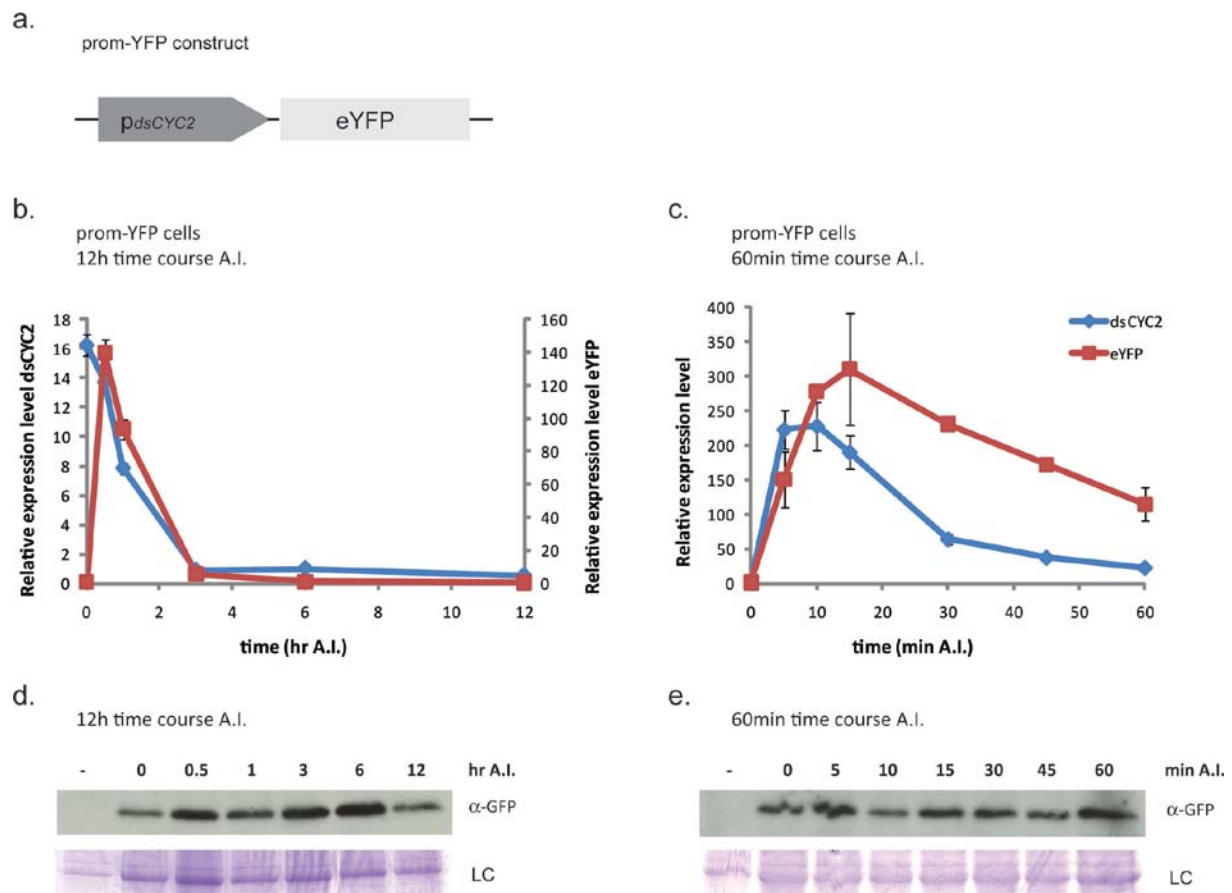 a.
prom-YFP construct
pdsCYC2
eYFP
b.
prom-YFP cells
12h time course A.I.
Relative expression level dsCYC2
18
16
14
12
10
8
6
4
2
0
160
140
120
100
80
60
40
20
0
Relative expression level eYFP
0 2 4 6 8 10 12
time (hr A.I.)
c.
prom-YFP cells
60min time course A.I.
Relative expression level
400
350
300
250
200
150
100
50
0
dsCYC2
eYFP
0 10 20 30 40 50 60
time (min A.I.)
d.
12h time course A.I.
- 0 0.5 1 3 6 12 hr A.I.
α-GFP
LC
e.
60min time course A.I.
- 0 5 10 15 30 45 60 min A.I.
α-GFP
LC